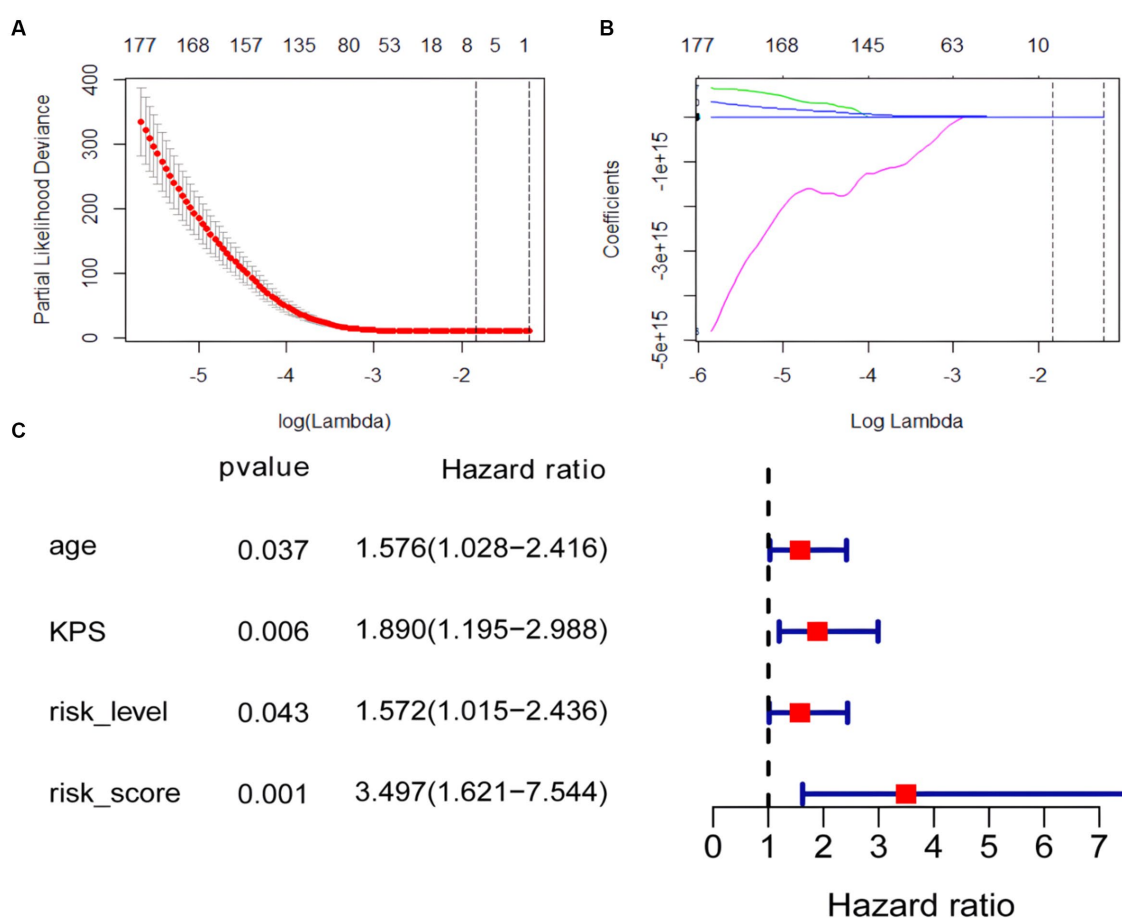 A
177 168 157 135 80 53 18 8 5 1
Partial Likelihood Deviance
400
300
200
100
0
-5 -4 -3 -2
log(Lambda)
B
177 168 145 63 10
Coefficients
-1e+15
-3e+15
-5e+15
-6 -5 -4 -3 -2
Log Lambda
C
pvalue Hazard ratio
age 0.037 1.576(1.028−2.416)
KPS 0.006 1.890(1.195−2.988)
risk_level 0.043 1.572(1.015−2.436)
risk_score 0.001 3.497(1.621−7.544)
0 1 2 3 4 5 6 7
Hazard ratio